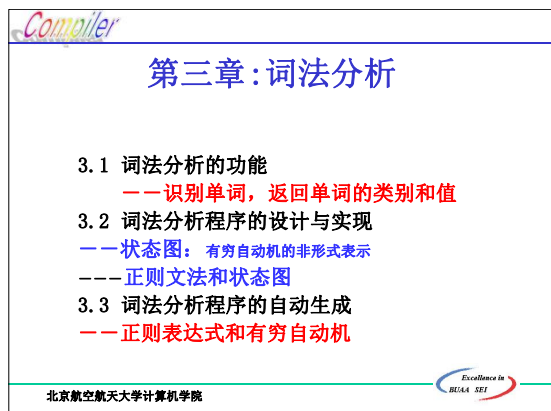 Compiler
第三章:词法分析
3.1 词法分析的功能
－－识别单词，返回单词的类别和值
3.2 词法分析程序的设计与实现
－－状态图：有穷自动机的非形式表示
---正则文法和状态图
3.3 词法分析程序的自动生成
－－正则表达式和有穷自动机
北京航空航天大学计算机学院
Excellence in
BUAA SEI